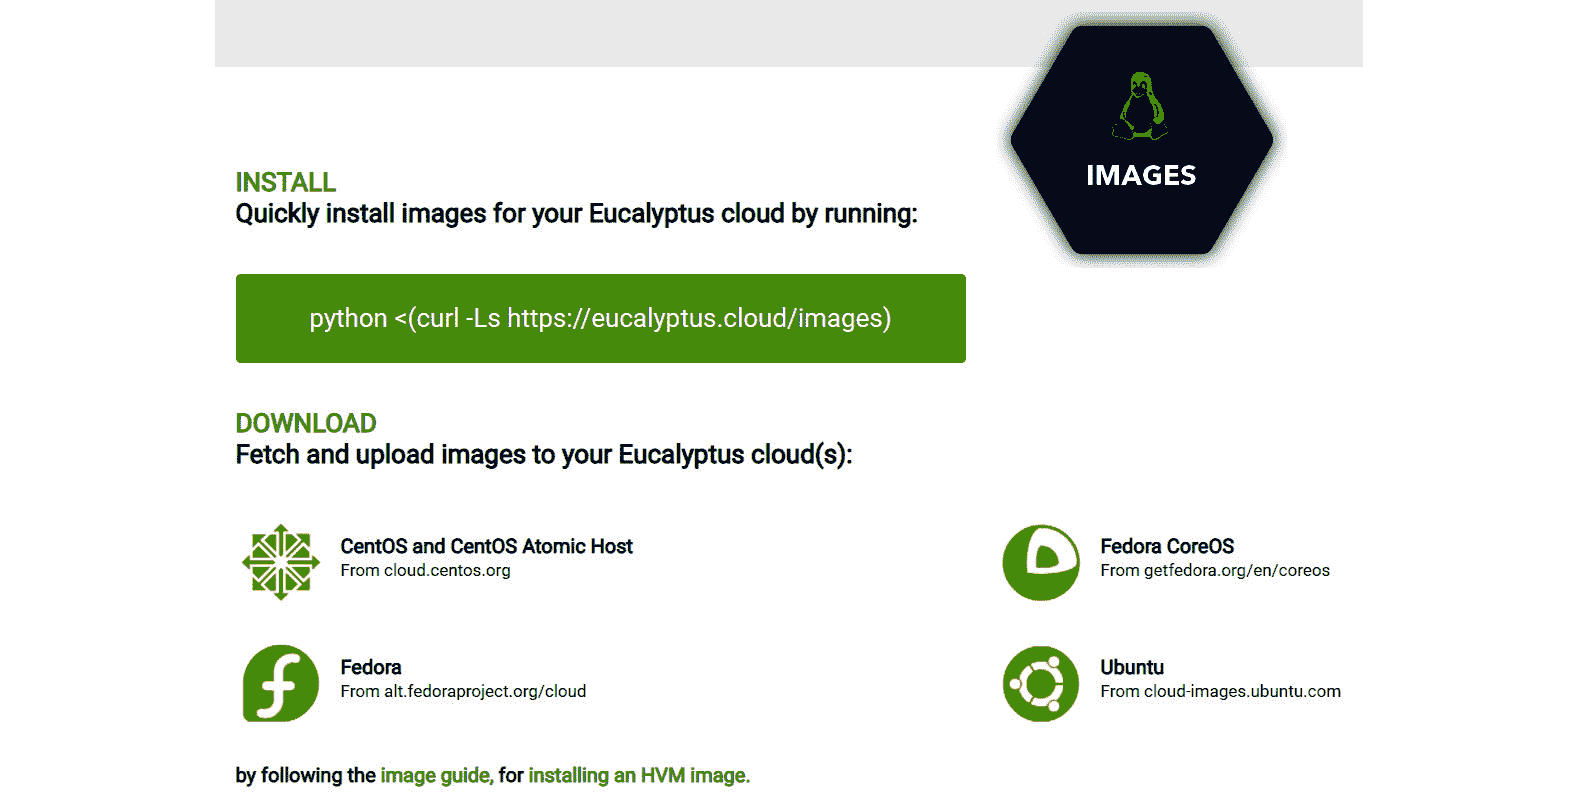 IMAGES
INSTALL
Quickly install images for your Eucalyptus cloud by running:
python <(curl -Ls https://eucalyptus.cloud/images)
DOWNLOAD
Fetch and upload images to your Eucalyptus cloud(s):
CentOS and CentOS Atomic Host
From cloud.centos.org
Fedora CoreOS
From getfedora.org/en/coreos
Fedora
From alt.fedoraproject.org/cloud
Ubuntu
From cloud-images.ubuntu.com
by following the image guide, for installing an HVM image.